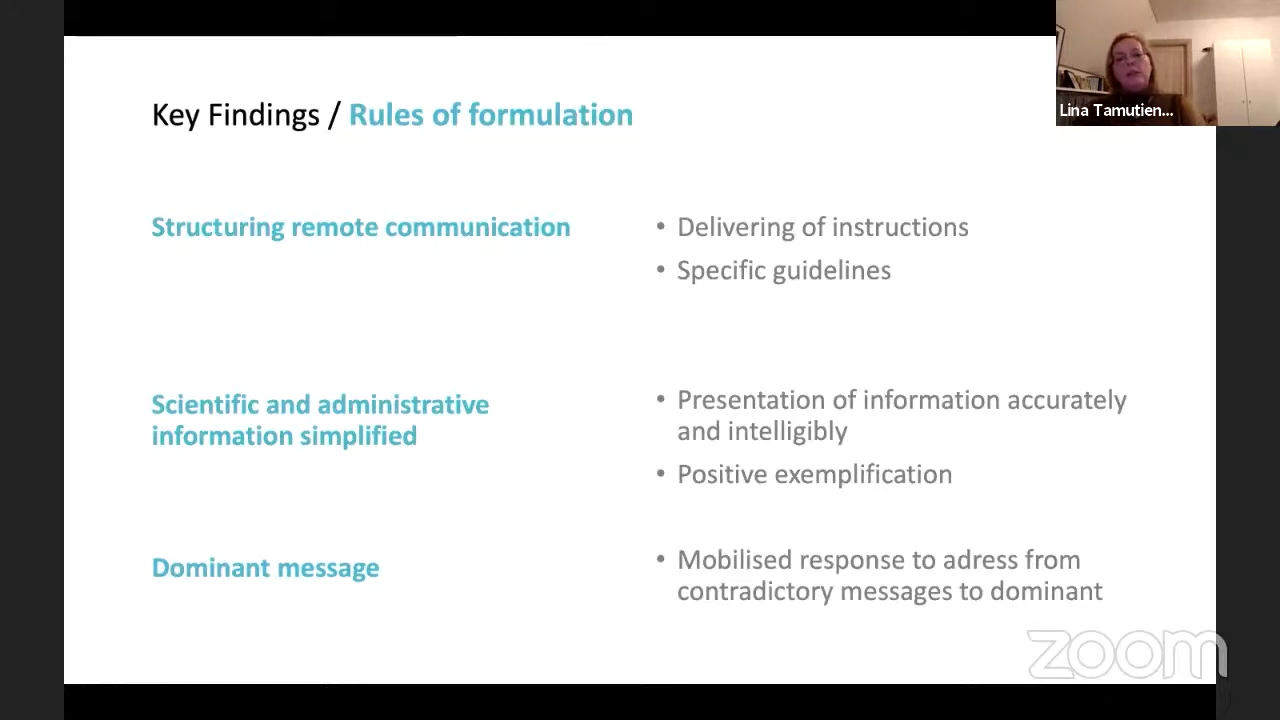 Key Findings / Rules of formulation
Lina Tamutien...
Structuring remote communication
• Delivering of instructions
• Specific guidelines
Scientific and administrative
information simplified
• Presentation of information accurately
and intelligibly
• Positive exemplification
Dominant message
• Mobilised response to adress from
contradictory messages to dominant
zoom